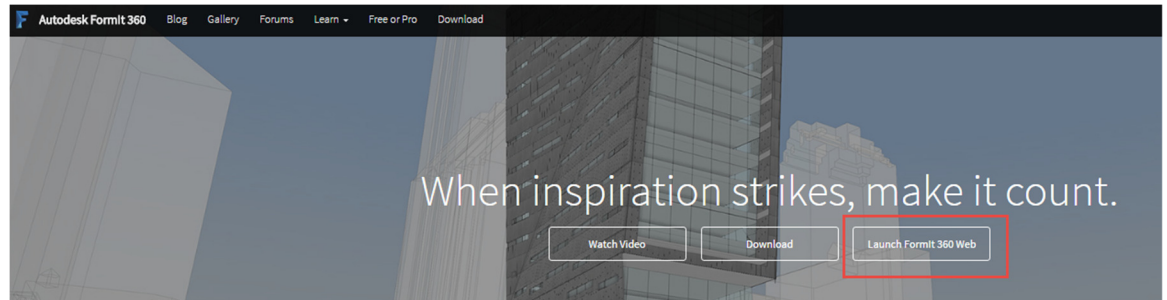 Autodesk FormIt 360 Blog Gallery Forums Learn Free or Pro Download
When inspiration strikes, make it count.
Watch Video Download Launch FormIt 360 Web